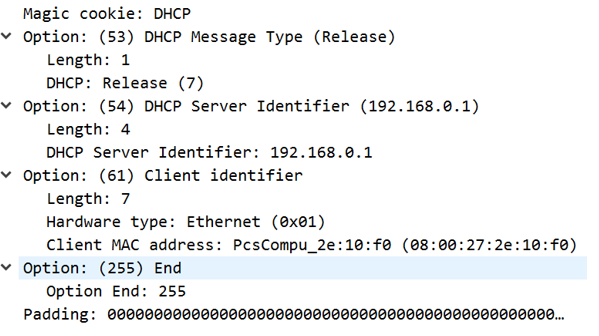 Magic cookie: DHCP
Option: (53) DHCP Message Type (Release)
Length: 1
DHCP: Release (7)
Option: (54) DHCP Server Identifier (192.168.0.1)
Length: 4
DHCP Server Identifier: 192.168.0.1
Option: (61) Client identifier
Length: 7
Hardware type: Ethernet (0x01)
Client MAC address: PcsCompu_2e:10:f0 (08:00:27:2e:10:f0)
Option: (255) End
Option End: 255
Padding: 000000000000000000000000000000000000000000000000…